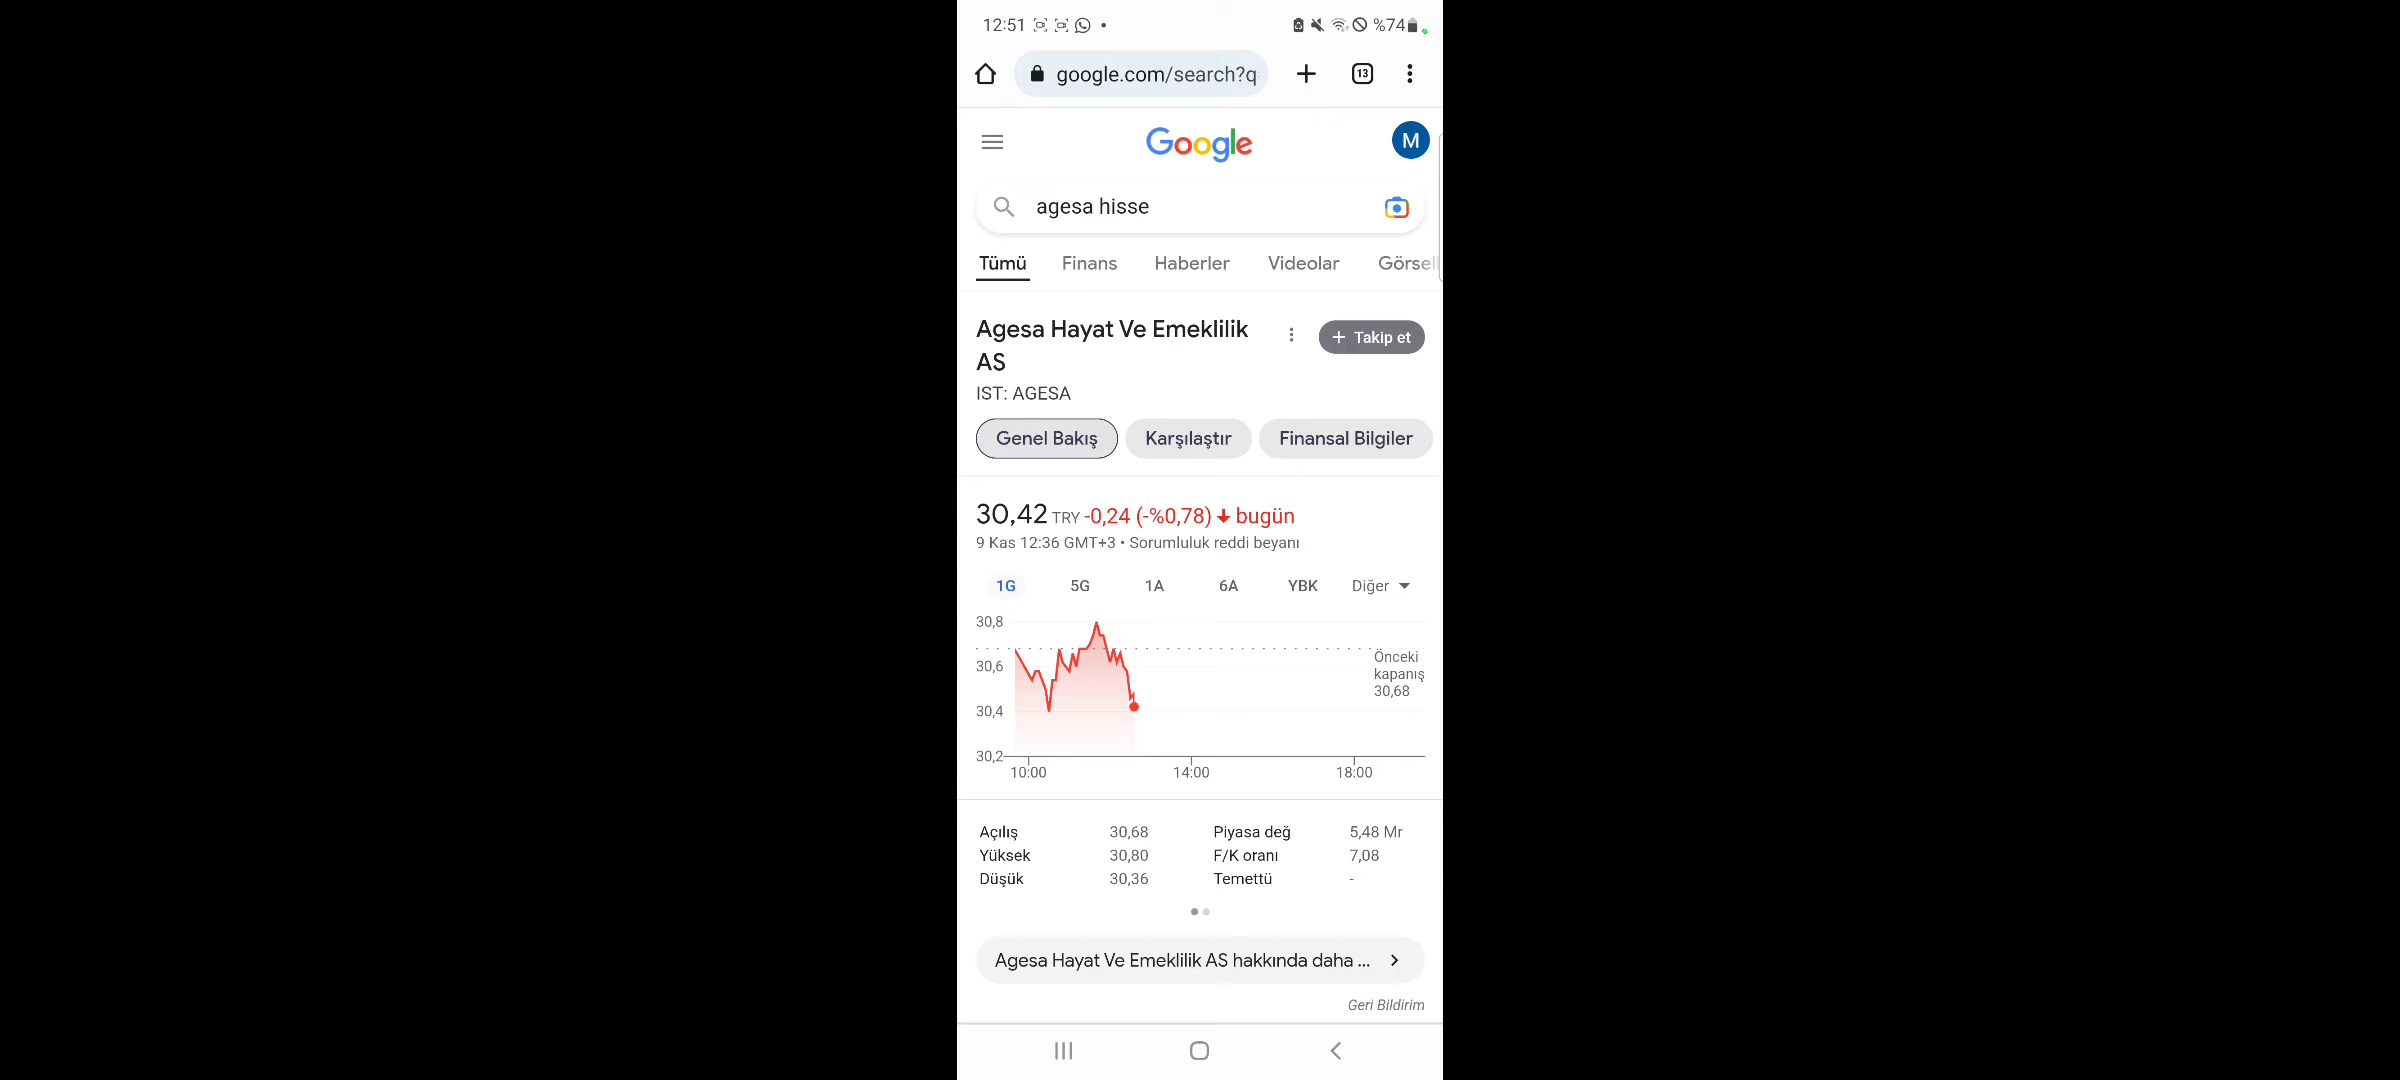 12:51 %74
google.com/search?q
13
Google
M
agesa hisse
Tümü Finans Haberler Videolar Görsell
Agesa Hayat Ve Emeklilik
AS
+ Takip et
IST: AGESA
Genel Bakış Karşılaştır Finansal Bilgiler
30,42 TRY -0,24 (-%0,78) bugün
9 Kas 12:36 GMT+3 • Sorumluluk reddi beyanı
1G 5G 1A 6A YBK Diğer
30,8
30,6
30,4
30,2
Önceki
kapanış
30,68
10:00 14:00 18:00
Açılış 30,68 Piyasa değ 5,48 Mr
Yüksek 30,80 F/K oranı 7,08
Düşük 30,36 Temettü -
Agesa Hayat Ve Emeklilik AS hakkında daha ...
Geri Bildirim